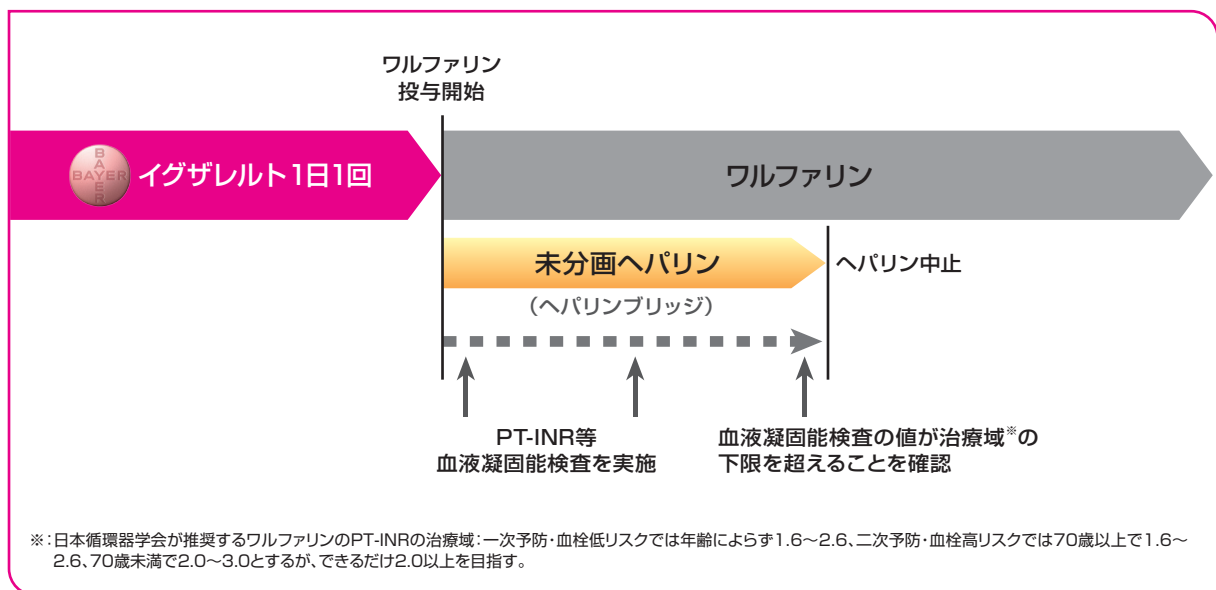 ワルファリン
投与開始
BAYER
BAYER
イグザレルト1日1回
ワルファリン
未分画ヘパリン
ヘパリン中止
（ヘパリンブリッジ）
PT-INR等
血液凝固能検査を実施
血液凝固能検査の値が治療域※の
下限を超えることを確認
※：日本循環器学会が推奨するワルファリンのPT-INRの治療域：一次予防・血栓低リスクでは年齢によらず1.6～2.6、二次予防・血栓高リスクでは70歳以上で1.6～
2.6、70歳未満で2.0～3.0とするが、できるだけ2.0以上を目指す。